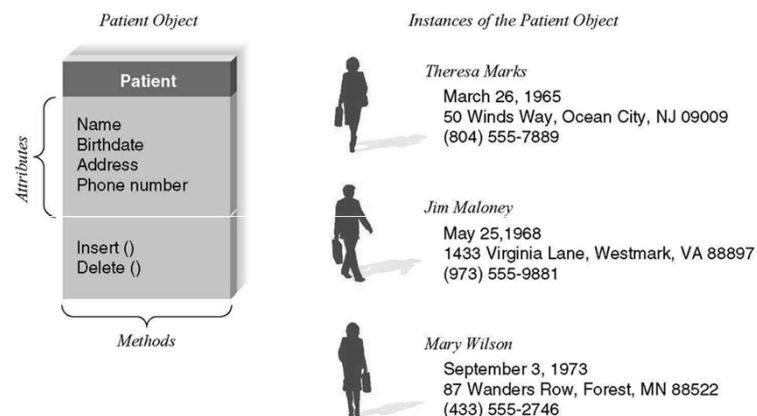 Patient Object
Patient
Attributes
Name
Birthdate
Address
Phone number
Insert ()
Delete ()
Methods
Instances of the Patient Object
Theresa Marks
March 26, 1965
50 Winds Way, Ocean City, NJ 09009
(804) 555-7889
Jim Maloney
May 25,1968
1433 Virginia Lane, Westmark, VA 88897
(973) 555-9881
Mary Wilson
September 3, 1973
87 Wanders Row, Forest, MN 88522
(433) 555-2746